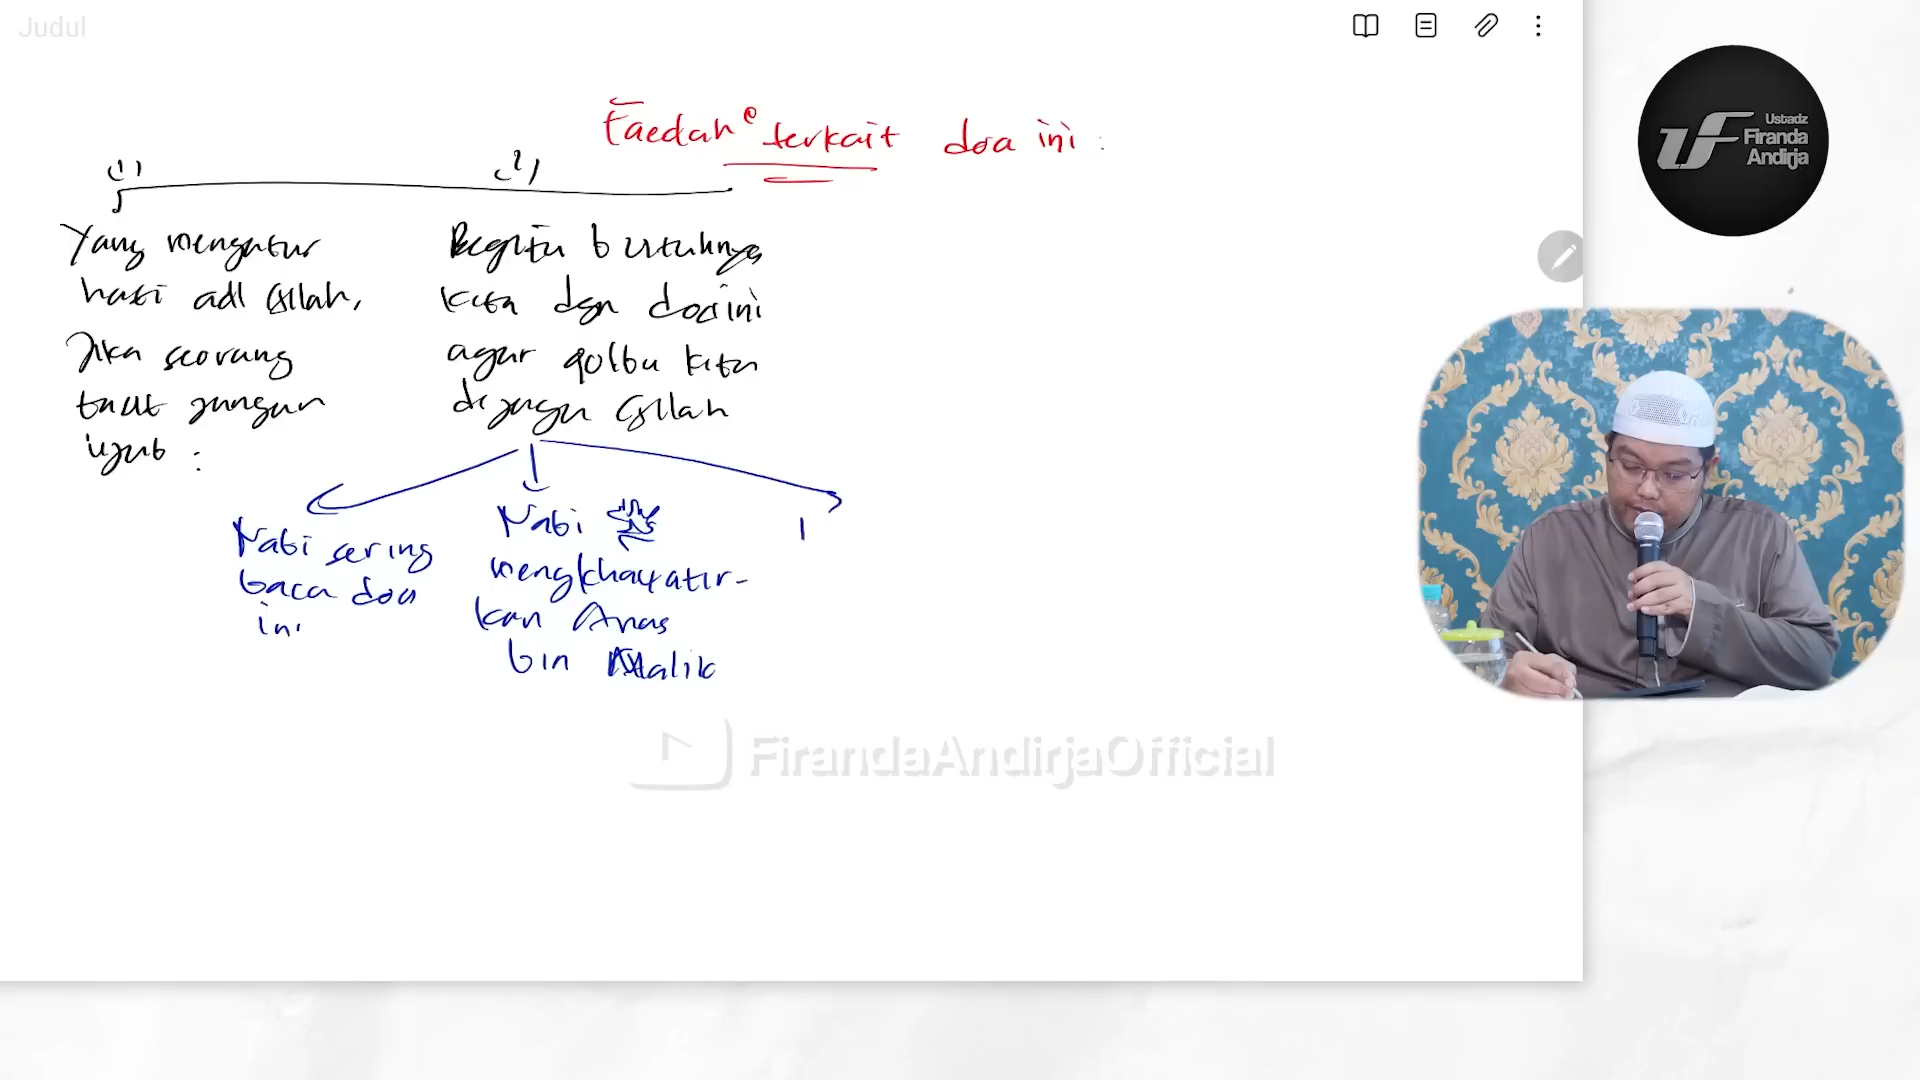 Judul
Faedah² terkait doa ini :
(1)
(2)
Yang mengatur
hati adl Allah,
Jika seorang
taat jangan
ujub :
Begitu butuhnya
kita dgn doa ini
agar qolbu kita
dijaga Allah
Nabi sering
baca doa
ini
Nabi ﷺ
mengkhawatir-
kan Anas
bin Malik
Ustadz
Firanda
Andirja
FirandaAndirjaOfficial